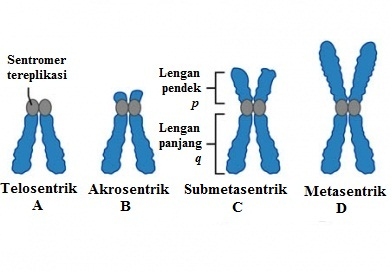 Sentromer
tereplikasi
Lengan
pendek
p
Lengan
panjang
q
Telosentrik
A
Akrosentrik
B
Submetasentrik
C
Metasentrik
D